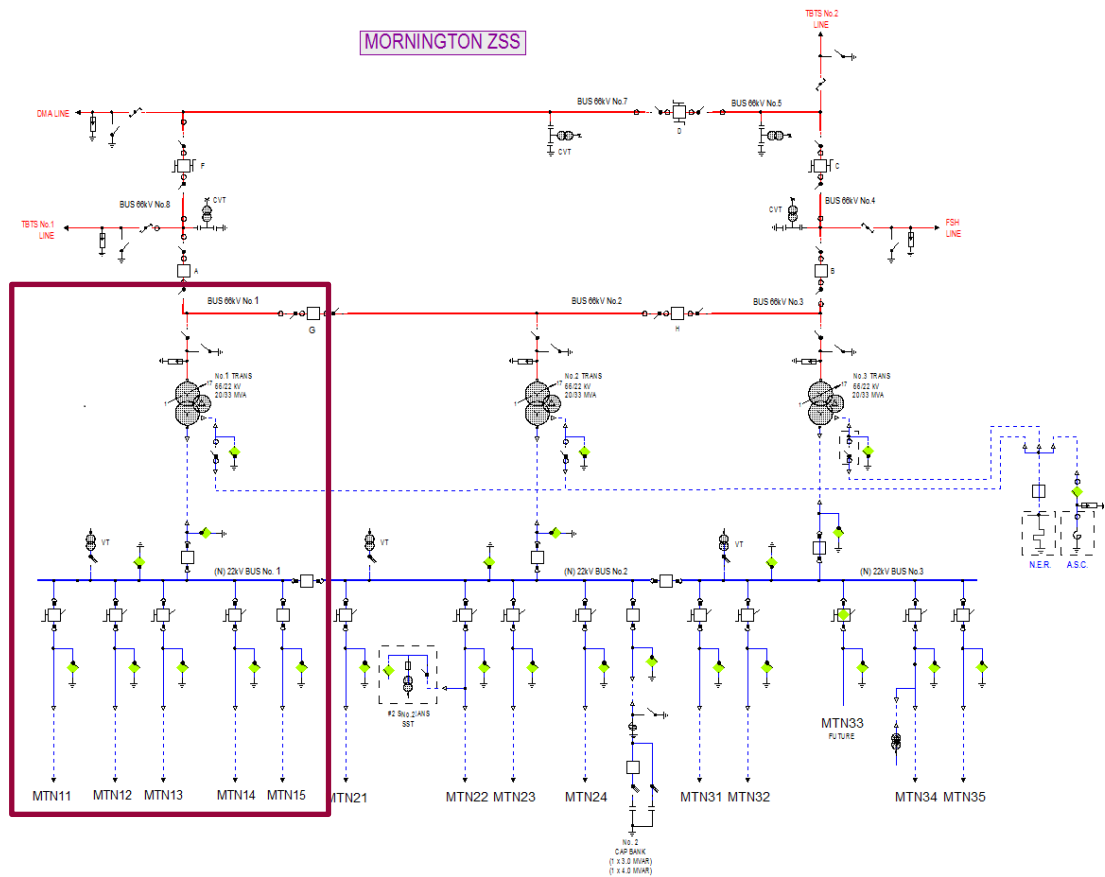 TBTS No.2
LINE
MORNINGTON ZSS
BUS 66kV No.7
BUS 66kV No.5
DMA LINE
D
CVT
F
C
CVT
BUS 66kV No.8
CVT
BUS 66kV No.4
TBTS No.1
LINE
FSH
LINE
A
B
BUS 66kV No.1
BUS 66kV No.2
BUS 66kV No.3
G
H
No.1 TRANS
66/22 kV
20/33 MVA
17
1
No.2 TRANS
66/22 kV
20/33 MVA
17
1
No.3 TRANS
66/22 kV
20/33 MVA
17
1
VT
VT
VT
N.E.R.
A.S.C.
(N) 22kV BUS No. 1
(N) 22kV BUS No.2
(N) 22kV BUS No.3
SST
MTN33
FUTURE
MTN11
MTN12
MTN13
MTN14
MTN15
MTN21
MTN22
MTN23
MTN24
MTN31
MTN32
MTN34
MTN35
No. 2
CAP BANK
(1 x 3.0 MVAR)
(1 x 4.0 MVAR)